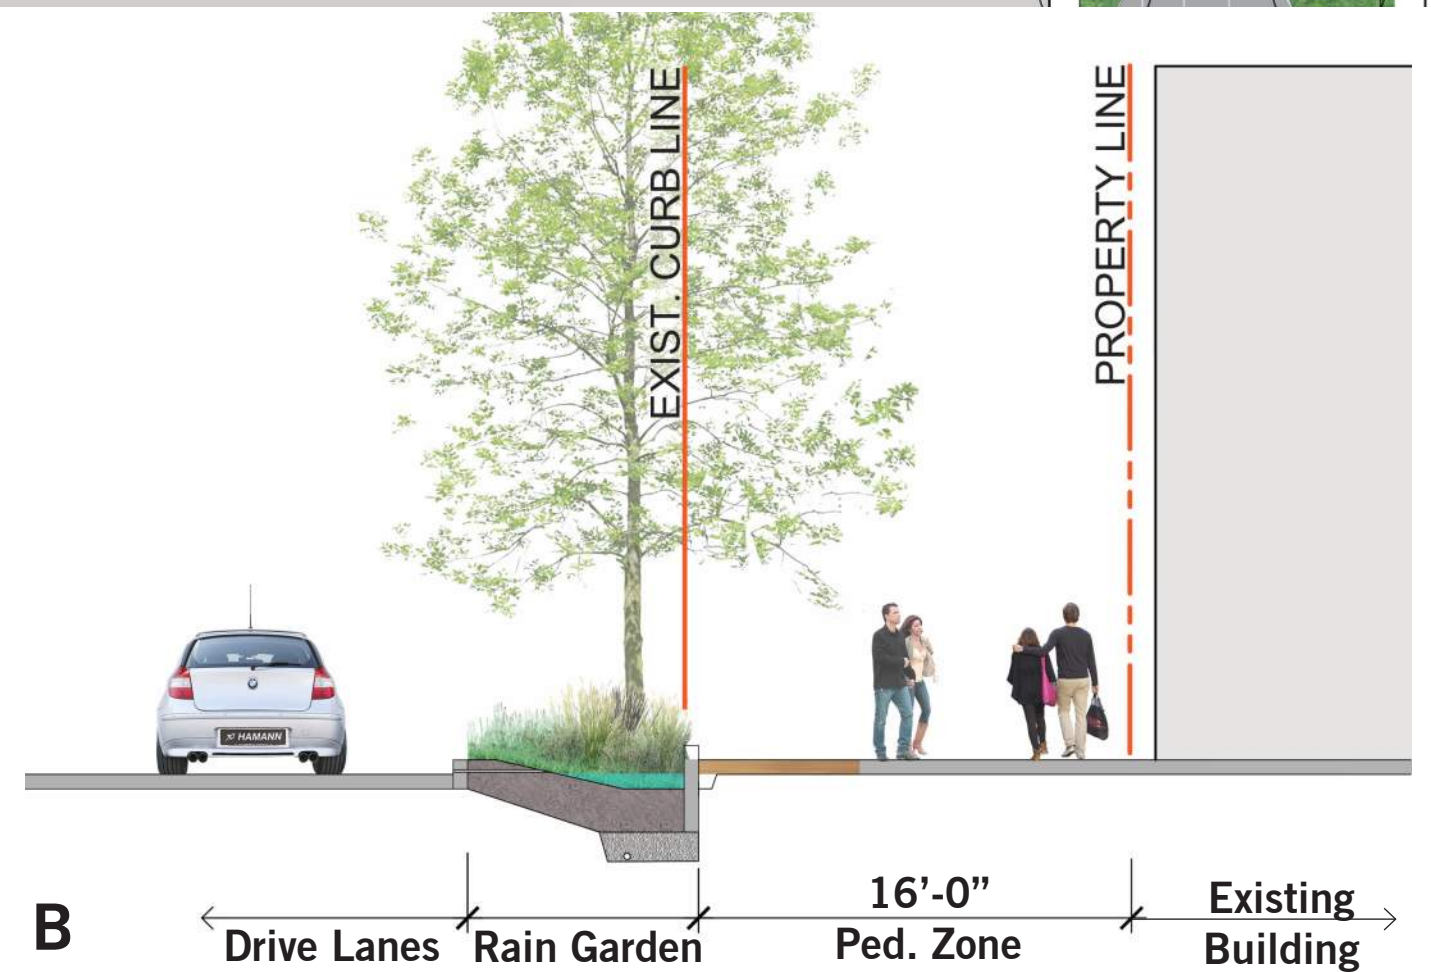 EXIST. CURB LINE
PROPERTY LINE
HAMANN
B
Drive Lanes
Rain Garden
16’-0”
Ped. Zone
Existing
Building